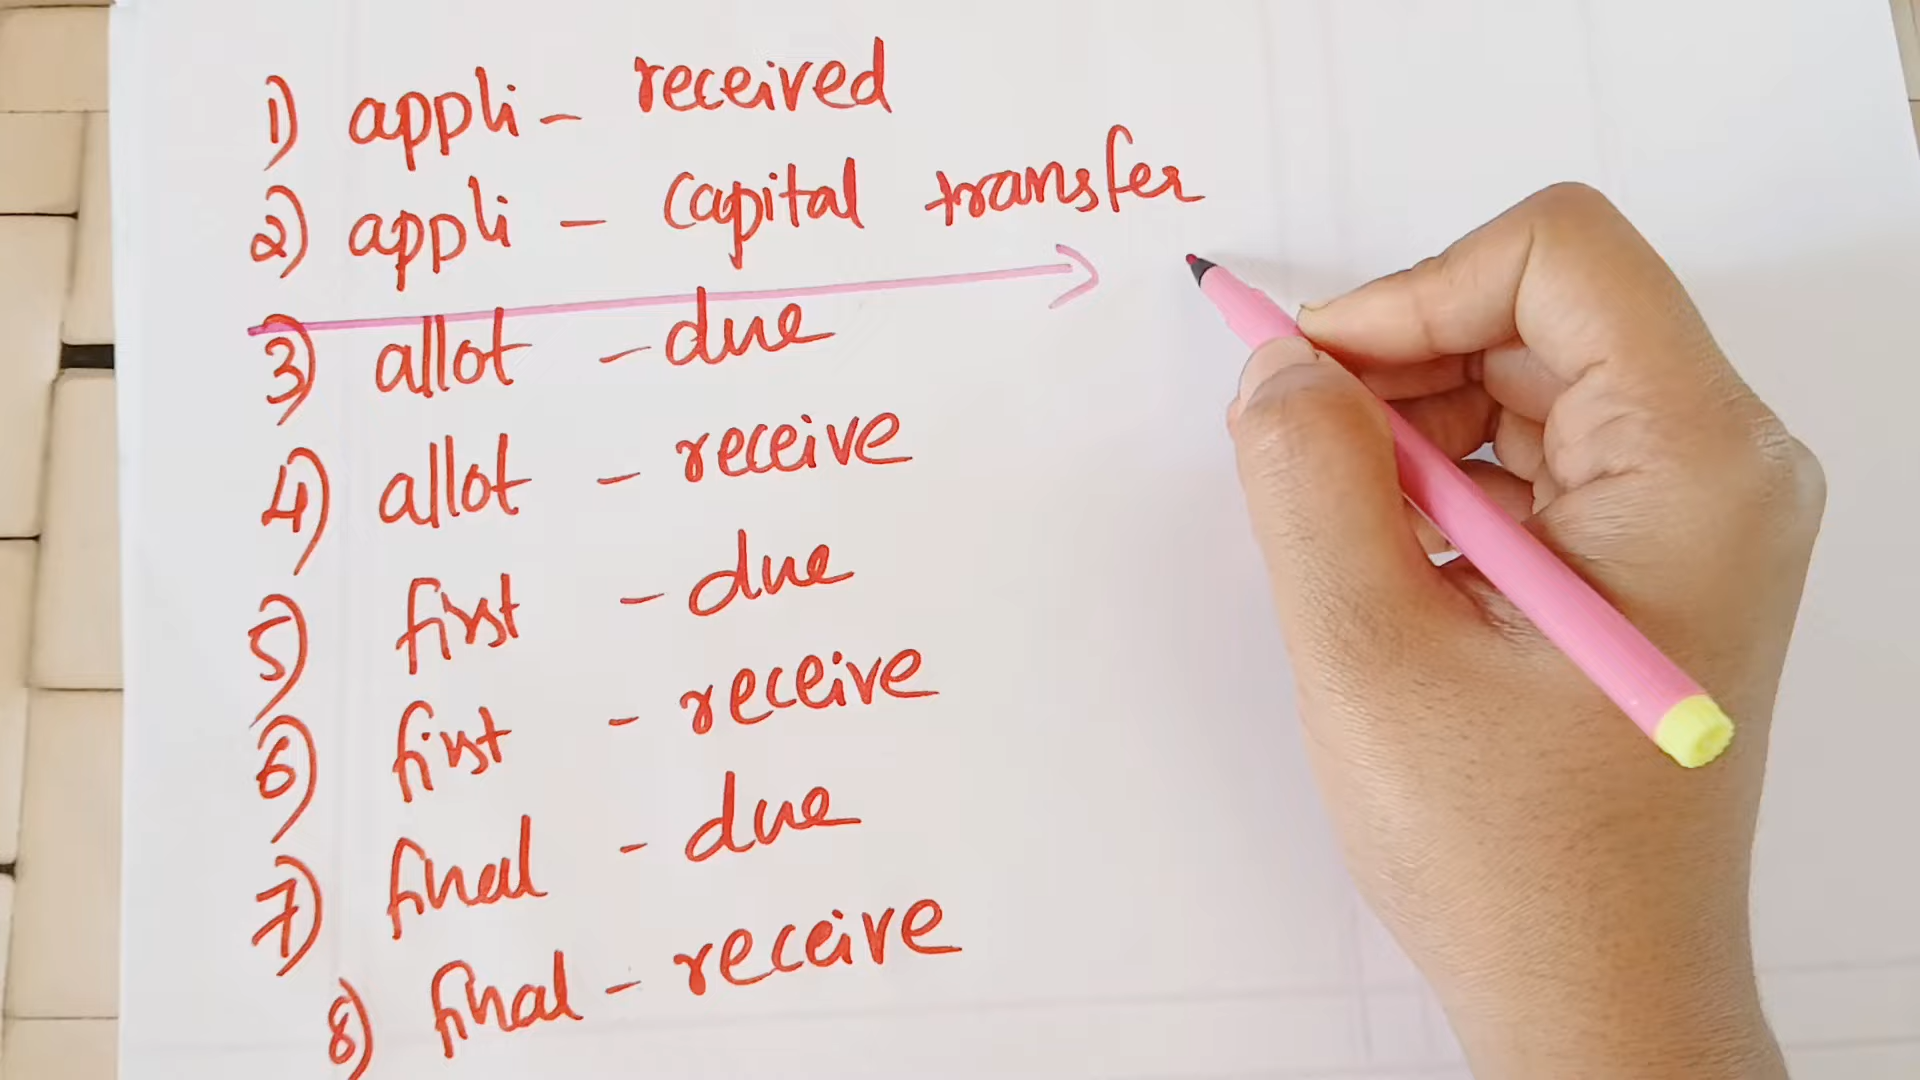 1) appli - received
2) appli - capital transfer
3) allot - due
4) allot - receive
5) first - due
6) first - receive
7) final - due
8) final - receive